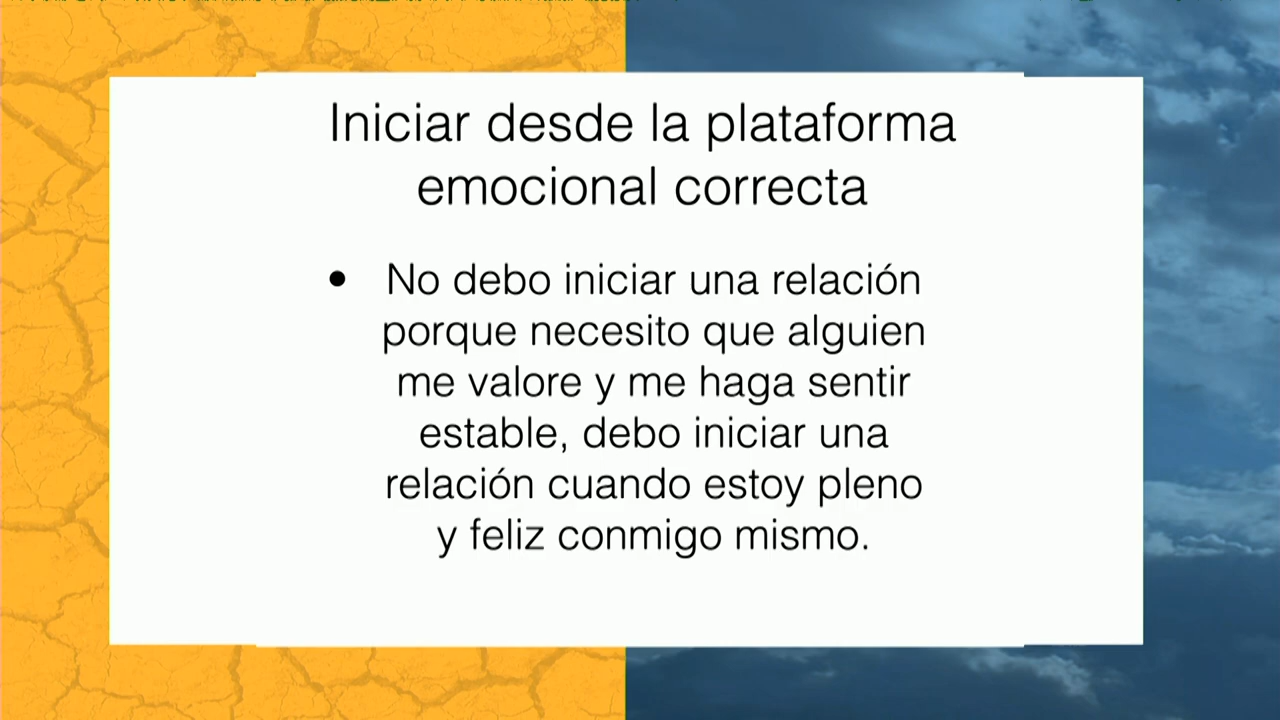 Iniciar desde la plataforma
emocional correcta
• No debo iniciar una relación
porque necesito que alguien
me valore y me haga sentir
estable, debo iniciar una
relación cuando estoy pleno
y feliz conmigo mismo.